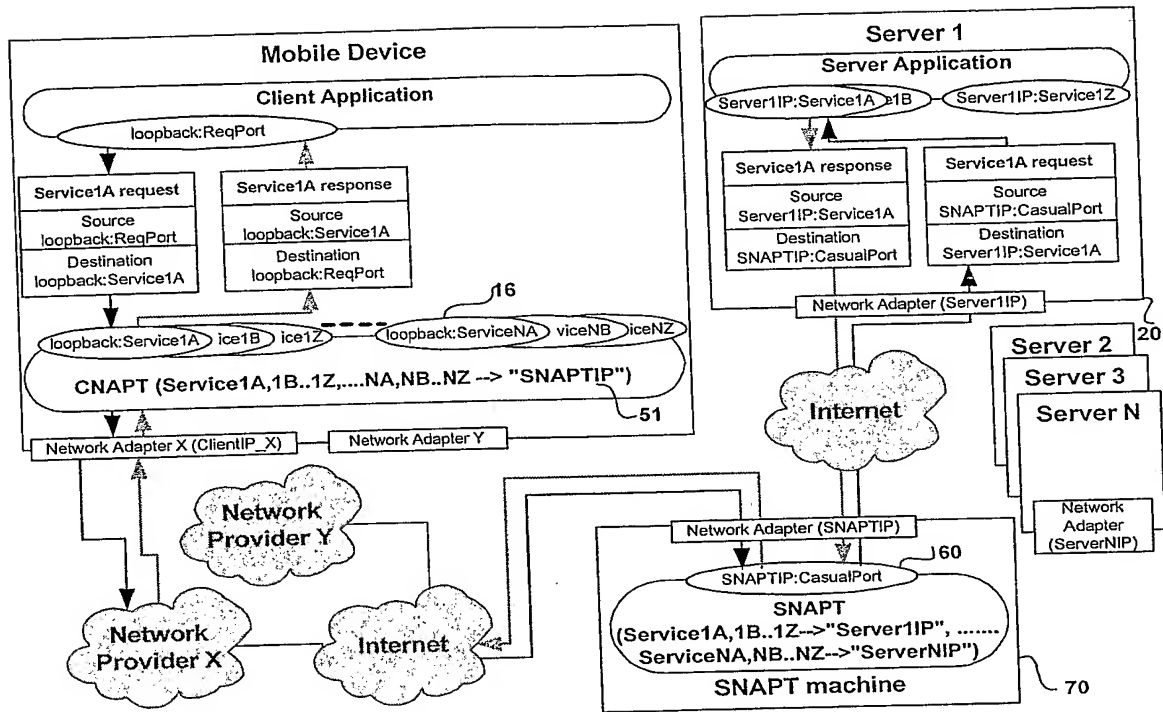 Mobile Device
Client Application
loopback:ReqPort
Service1A request
Source
loopback:ReqPort
Destination
loopback:Service1A
Service1A response
Source
loopback:Service1A
Destination
loopback:ReqPort
16
loopback:Service1A
ice1B
ice1Z
loopback:ServiceNA
viceNB
iceNZ
CNAPT (Service1A,1B..1Z,....NA,NB..NZ --> "SNAPTIP")
51
Network Adapter X (ClientIP_X)
Network Adapter Y
Server 1
Server Application
Server1IP:Service1A
e1B
Server1IP:Service1Z
Service1A response
Source
Server1IP:Service1A
Destination
SNAPTIP:CasualPort
Service1A request
Source
SNAPTIP:CasualPort
Destination
Server1IP:Service1A
Network Adapter (Server1IP)
20
Server 2
Server 3
Server N
Network
Adapter
(ServerNIP)
Internet
Network
Provider Y
Network
Provider X
Internet
Network Adapter (SNAPTIP)
60
SNAPTIP:CasualPort
SNAPT
(Service1A,1B..1Z-->"Server1IP", .......
ServiceNA,NB..NZ-->"ServerNIP")
SNAPT machine
70